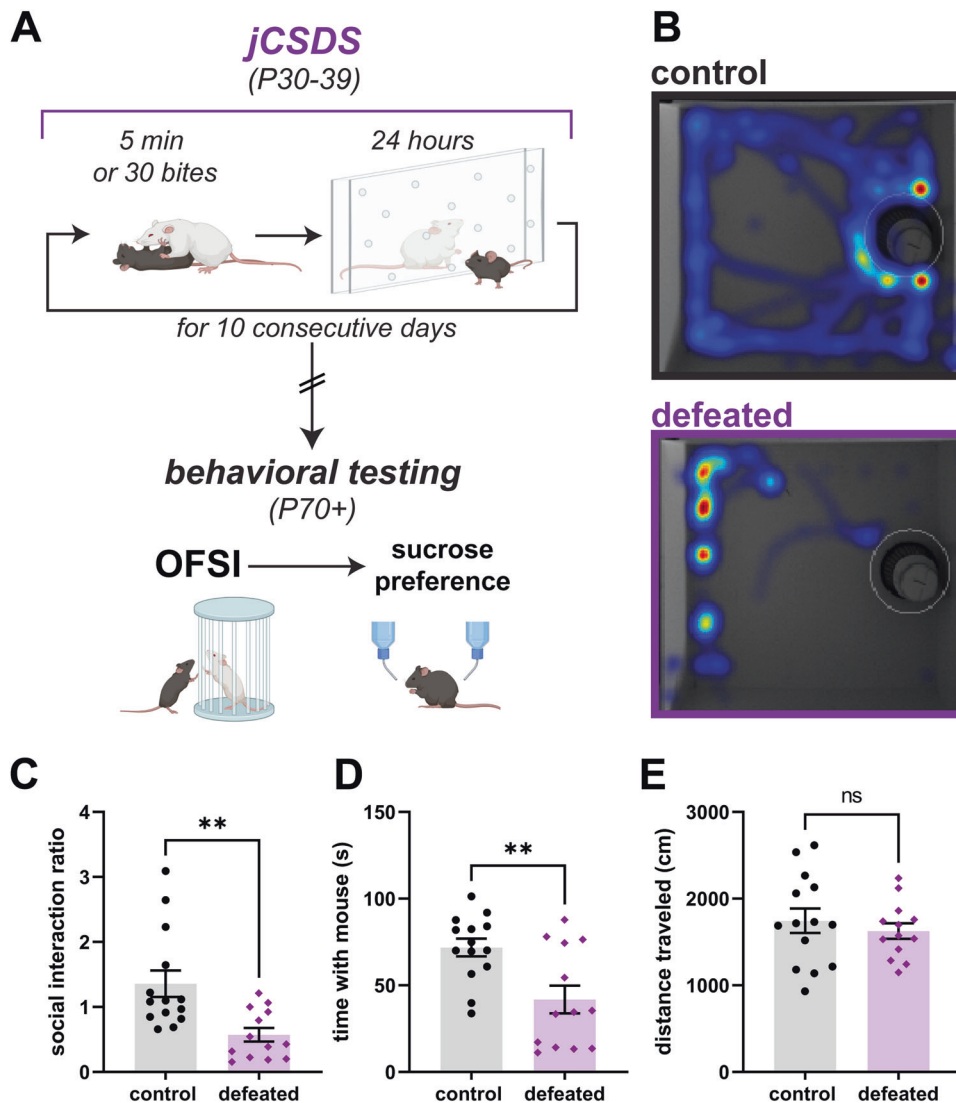 A
jCSDS
(P30-39)
5 min
or 30 bites
24 hours
for 10 consecutive days
behavioral testing
(P70+)
OFSI
sucrose
preference
B
control
defeated
C
social interaction ratio
4
3
2
1
0
**
control
defeated
D
time with mouse (s)
150
100
50
0
**
control
defeated
E
distance traveled (cm)
3000
2000
1000
0
ns
control
defeated